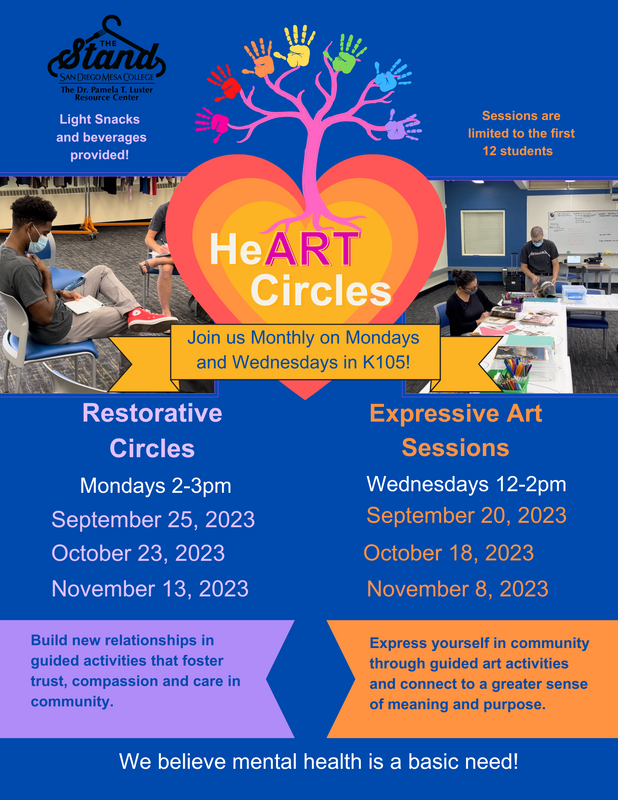 THE
Stand
SAN DIEGO MESA COLLEGE
The Dr. Pamela T. Luster
Resource Center
Light Snacks
and beverages
provided!
Sessions are
limited to the first
12 students
HeART
Circles
Join us Monthly on Mondays
and Wednesdays in K105!
Restorative
Circles
Mondays 2-3pm
September 25, 2023
October 23, 2023
November 13, 2023
Expressive Art
Sessions
Wednesdays 12-2pm
September 20, 2023
October 18, 2023
November 8, 2023
Build new relationships in
guided activities that foster
trust, compassion and care in
community.
Express yourself in community
through guided art activities
and connect to a greater sense
of meaning and purpose.
We believe mental health is a basic need!